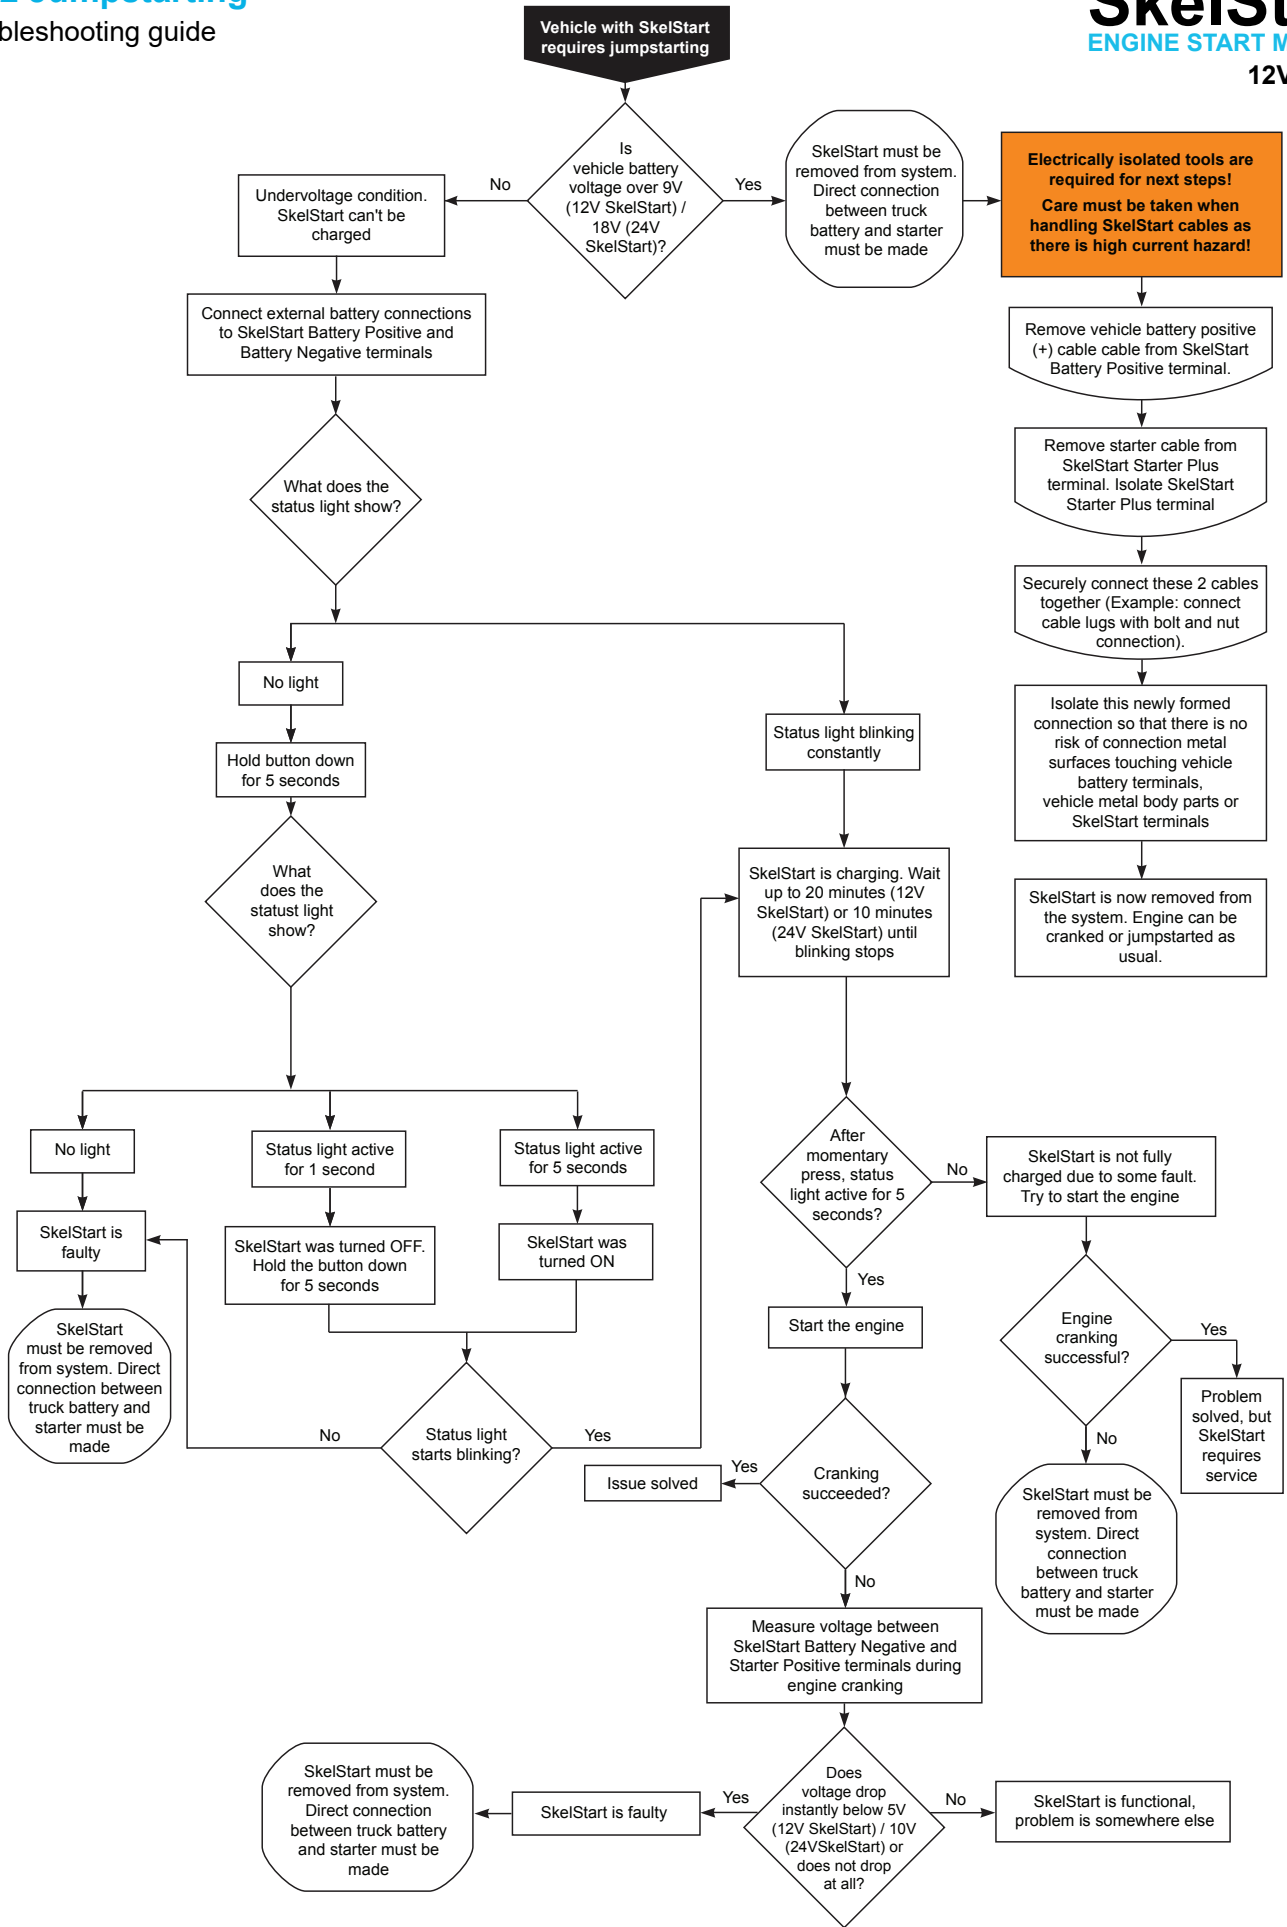 Jumpstarting
bleshooting guide
ENGINE START
12V
Vehicle with SkelStart
requires jumpstarting
Is
vehicle battery
voltage over 9V
(12V SkelStart) /
18V (24V
SkelStart)?
No
Yes
Undervoltage condition.
SkelStart can't be
charged
SkelStart must be
removed from system.
Direct connection
between truck
battery and starter
must be made
Electrically isolated tools are
required for next steps!
Care must be taken when
handling SkelStart cables as
there is high current hazard!
Connect external battery connections
to SkelStart Battery Positive and
Battery Negative terminals
Remove vehicle battery positive
(+) cable cable from SkelStart
Battery Positive terminal.
Remove starter cable from
SkelStart Starter Plus
terminal. Isolate SkelStart
Starter Plus terminal
What does the
status light show?
Securely connect these 2 cables
together (Example: connect
cable lugs with bolt and nut
connection).
No light
Status light blinking
constantly
Isolate this newly formed
connection so that there is no
risk of connection metal
surfaces touching vehicle
battery terminals,
vehicle metal body parts or
SkelStart terminals
Hold button down
for 5 seconds
What
does the
statust light
show?
SkelStart is charging. Wait
up to 20 minutes (12V
SkelStart) or 10 minutes
(24V SkelStart) until
blinking stops
SkelStart is now removed from
the system. Engine can be
cranked or jumpstarted as
usual.
No light
Status light active
for 1 second
Status light active
for 5 seconds
After
momentary
press, status
light active for 5
seconds?
No
Yes
SkelStart is not fully
charged due to some fault.
Try to start the engine
SkelStart is
faulty
SkelStart was turned OFF.
Hold the button down
for 5 seconds
SkelStart was
turned ON
Start the engine
Engine
cranking
successful?
Yes
No
SkelStart
must be removed
from system. Direct
connection between
truck battery and
starter must be
made
Status light
starts blinking?
No
Yes
Problem
solved, but
SkelStart
requires
service
Cranking
succeeded?
Yes
No
Issue solved
SkelStart must be
removed from
system. Direct
connection
between truck
battery and starter
must be made
Measure voltage between
SkelStart Battery Negative and
Starter Positive terminals during
engine cranking
Does
voltage drop
instantly below 5V
(12V SkelStart) / 10V
(24VSkelStart) or
does not drop
at all?
Yes
No
SkelStart is faulty
SkelStart must be
removed from system.
Direct connection
between truck battery
and starter must be
made
SkelStart is functional,
problem is somewhere else